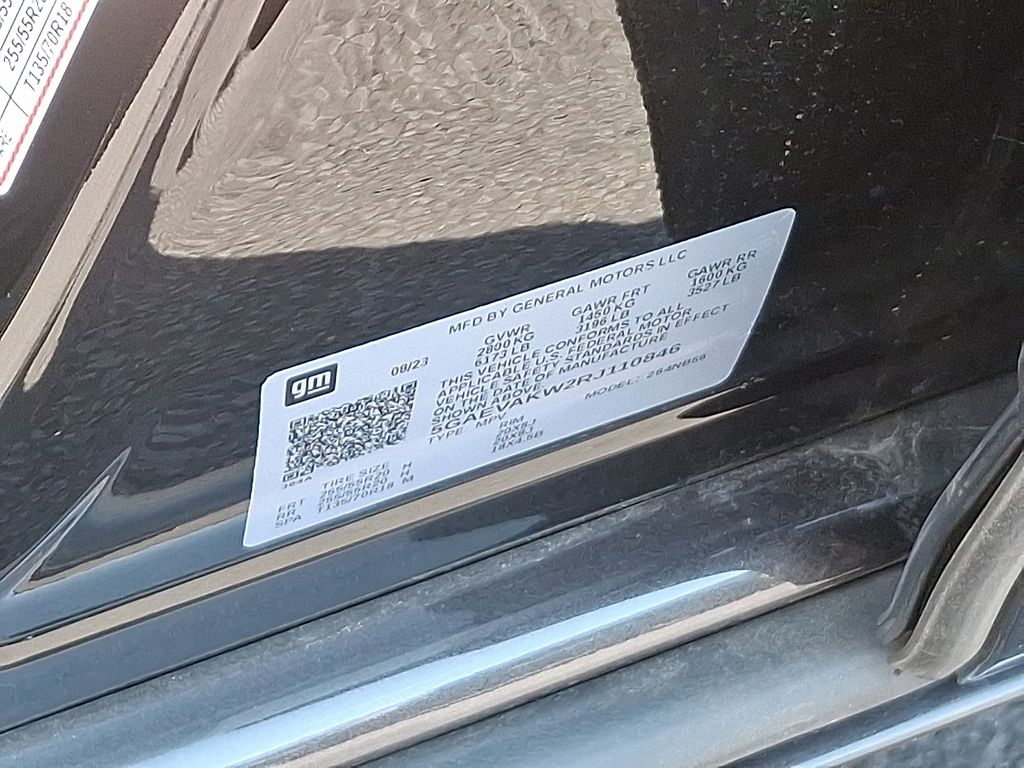 255/55R20
T135/70R18
gm
MFD BY GENERAL MOTORS LLC
08/23
GVWR GAWR FRT GAWR RR
2800 KG 1450 KG 1600 KG
6173 LB 3196 LB 3527 LB
THIS VEHICLE CONFORMS TO ALL
APPLICABLE U.S. FEDERAL MOTOR
VEHICLE SAFETY STANDARDS IN EFFECT
ON THE DATE OF MANUFACTURE
SHOWN ABOVE.
5GAEVAKW2RJ110846
TYPE: MPV MODEL:
TIRE SIZE RIM
FRT 255/55R20 H 20X8J
RR 255/55R20 H 20X8J
SPA T135/70R18 M 18X4.5B